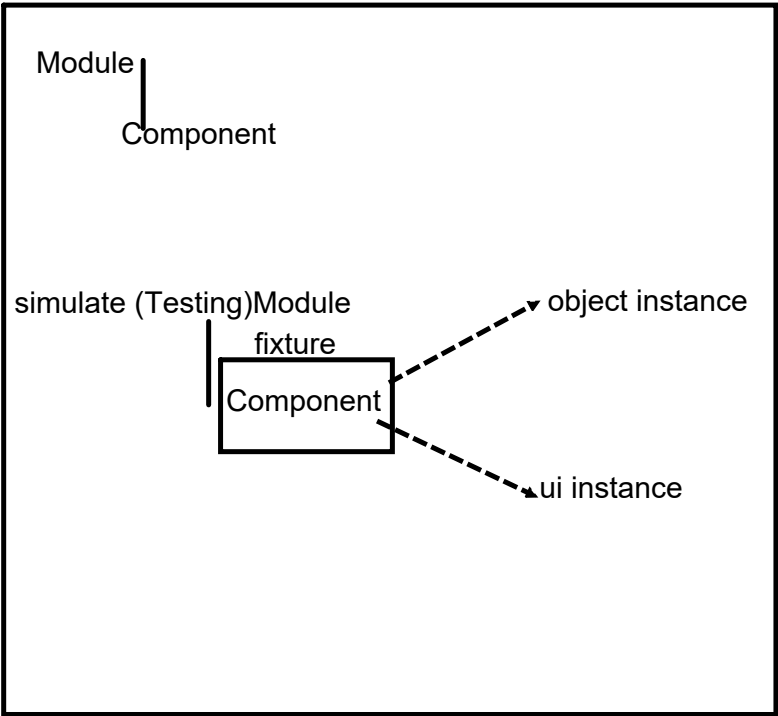 Module
Component
simulate (Testing)Module
fixture
Component
object instance
ui instance